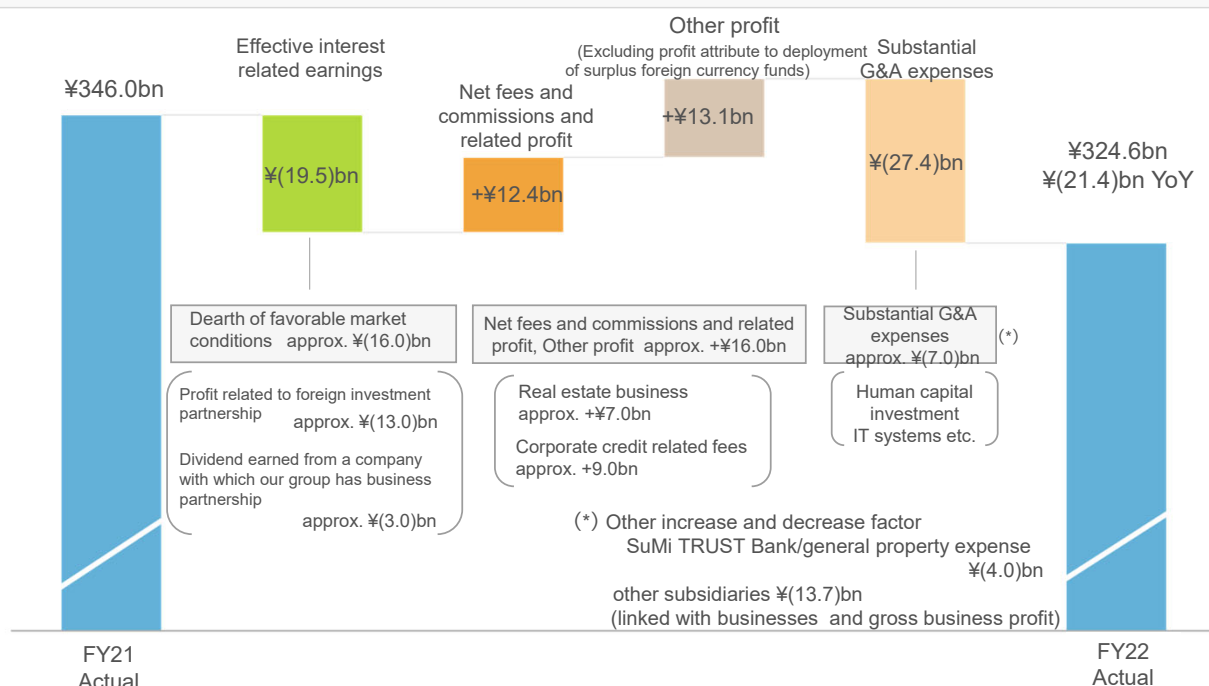 Other profit
(Excluding profit attribute to deployment
of surplus foreign currency funds)
Effective interest
related earnings
Substantial
G&A expenses
¥346.0bn
Net fees and
commissions and
related profit
+¥13.1bn
¥324.6bn
¥(21.4)bn YoY
¥(19.5)bn
+¥12.4bn
¥(27.4)bn
Dearth of favorable market
conditions approx. ¥(16.0)bn
Net fees and commissions and related
profit, Other profit approx. +¥16.0bn
Substantial G&A
expenses
approx. ¥(7.0)bn
(*)
Profit related to foreign investment
partnership
approx. ¥(13.0)bn
Dividend earned from a company
with which our group has business
partnership
approx. ¥(3.0)bn
Real estate business
approx. +¥7.0bn
Corporate credit related fees
approx. +9.0bn
Human capital
investment
IT systems etc.
(*) Other increase and decrease factor
SuMi TRUST Bank/general property expense
¥(4.0)bn
other subsidiaries ¥(13.7)bn
(linked with businesses and gross business profit)
FY21
Actual
FY22
Actual